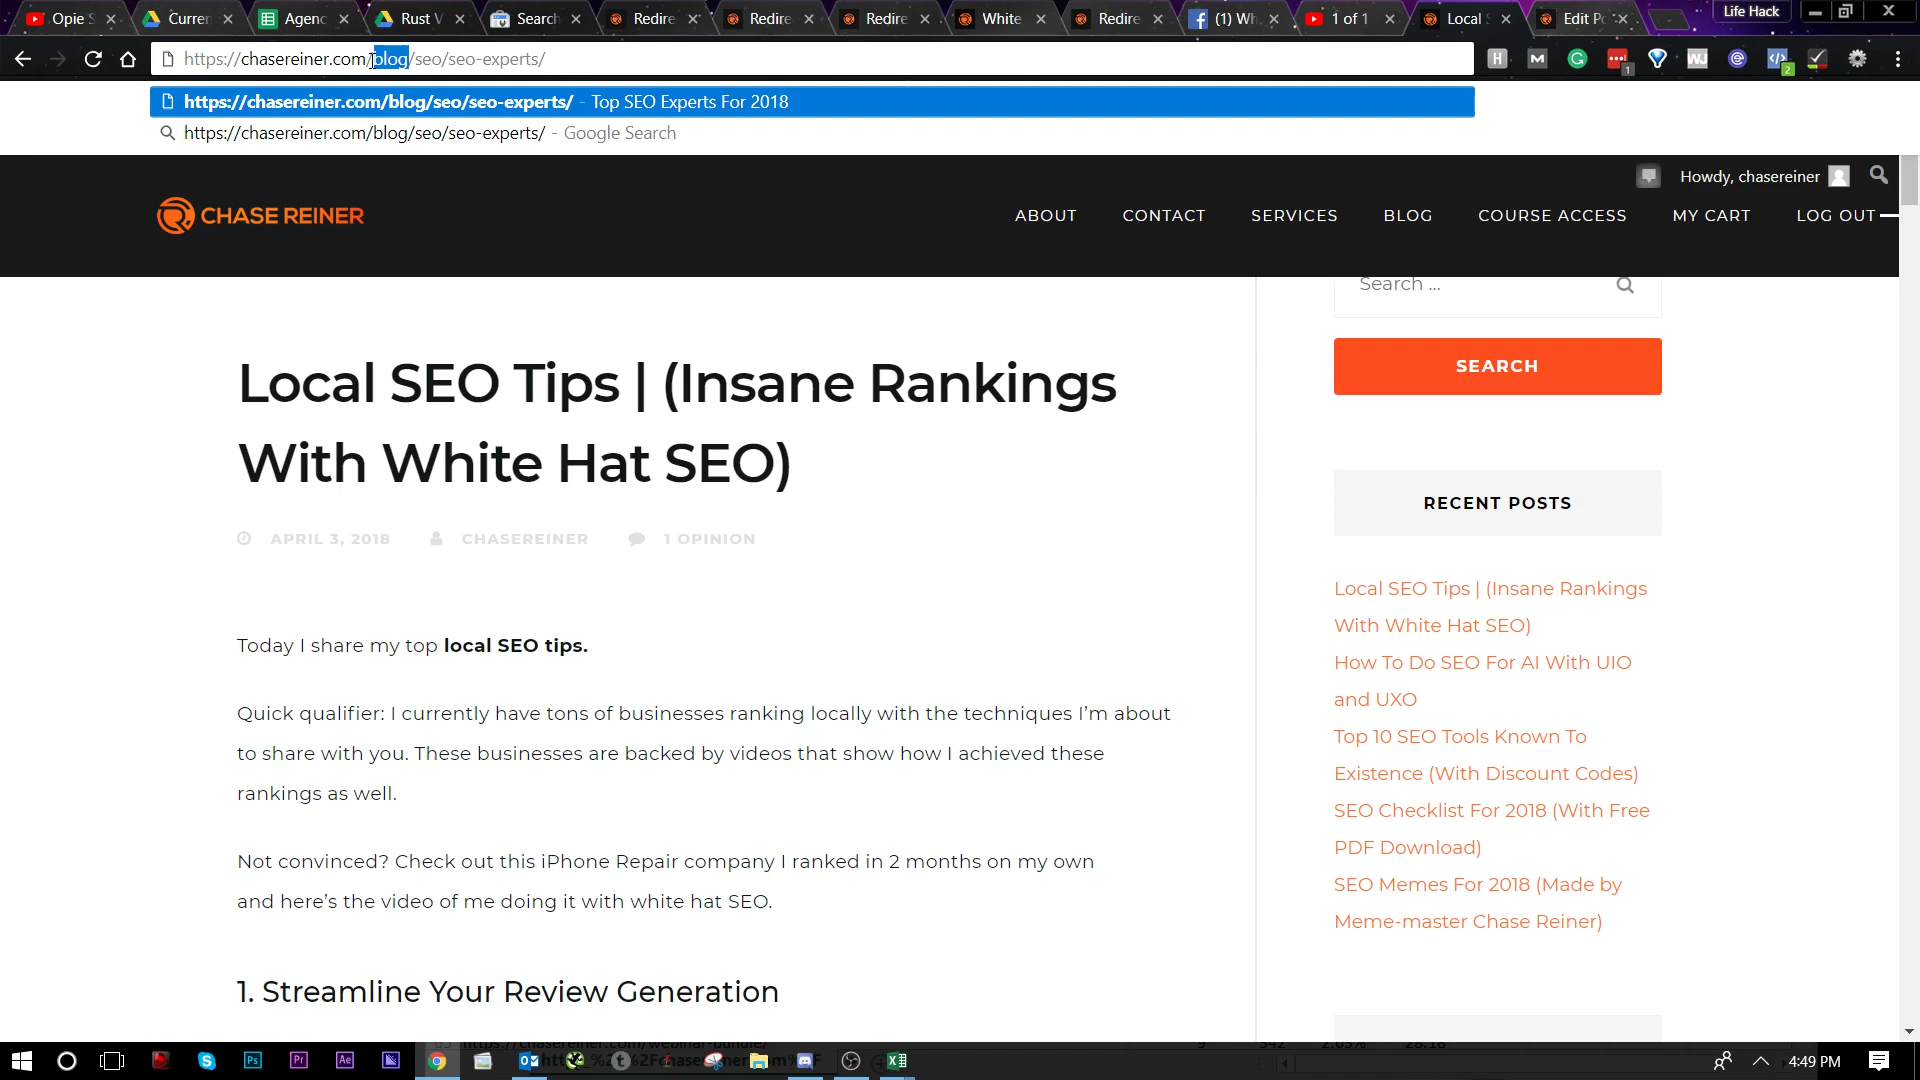 Opie S
Curren
Agenc
Rust V
Search
Redire
Redire
Redire
White
Redire
(1) Wh
1 of 1
Local S
Edit Po
Life Hack
https://chasereiner.com/blog/seo/seo-experts/
https://chasereiner.com/blog/seo/seo-experts/ - Top SEO Experts For 2018
https://chasereiner.com/blog/seo/seo-experts/ - Google Search
Howdy, chasereiner
CHASE REINER
ABOUT
CONTACT
SERVICES
BLOG
COURSE ACCESS
MY CART
LOG OUT
Search ...
SEARCH
Local SEO Tips | (Insane Rankings
With White Hat SEO)
APRIL 3, 2018
CHASEREINER
1 OPINION
Today I share my top local SEO tips.
Quick qualifier: I currently have tons of businesses ranking locally with the techniques I’m about
to share with you. These businesses are backed by videos that show how I achieved these
rankings as well.
Not convinced? Check out this iPhone Repair company I ranked in 2 months on my own
and here’s the video of me doing it with white hat SEO.
1. Streamline Your Review Generation
RECENT POSTS
Local SEO Tips | (Insane Rankings
With White Hat SEO)
How To Do SEO For AI With UIO
and UXO
Top 10 SEO Tools Known To
Existence (With Discount Codes)
SEO Checklist For 2018 (With Free
PDF Download)
SEO Memes For 2018 (Made by
Meme-master Chase Reiner)
4:49 PM